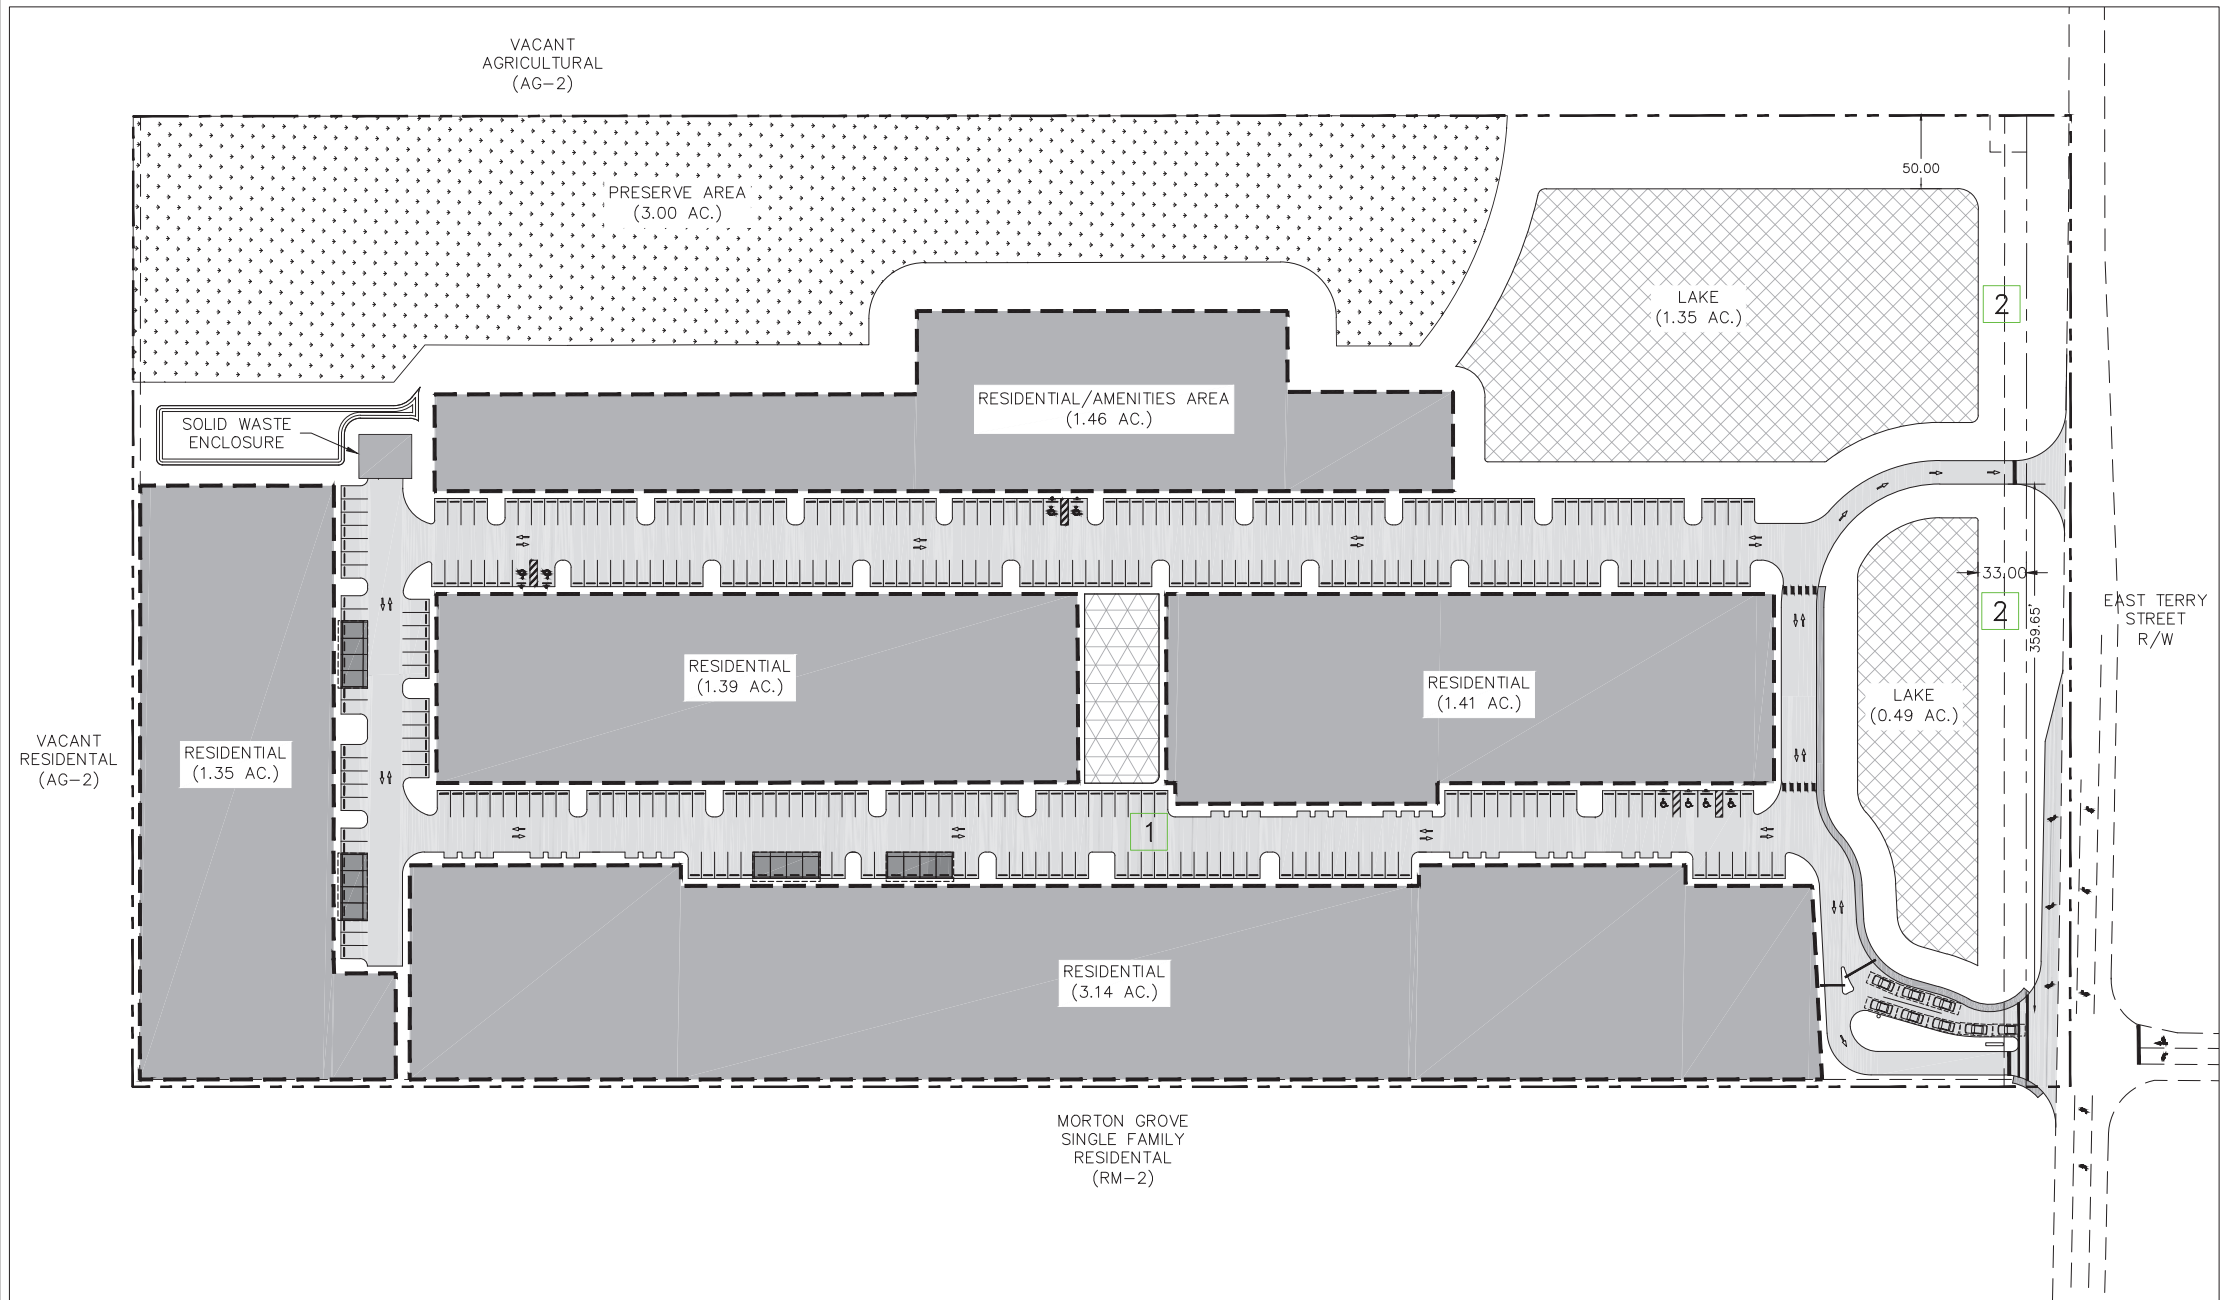 VACANT
AGRICULTURAL
(AG-2)
PRESERVE AREA
(3.00 AC.)
50.00
LAKE
(1.35 AC.)
2
RESIDENTIAL/AMENITIES AREA
(1.46 AC.)
SOLID WASTE
ENCLOSURE
33.00
2
359.65'
EAST TERRY
STREET
R/W
RESIDENTIAL
(1.39 AC.)
RESIDENTIAL
(1.41 AC.)
LAKE
(0.49 AC.)
VACANT
RESIDENTAL
(AG-2)
RESIDENTIAL
(1.35 AC.)
1
RESIDENTIAL
(3.14 AC.)
MORTON GROVE
SINGLE FAMILY
RESIDENTAL
(RM-2)